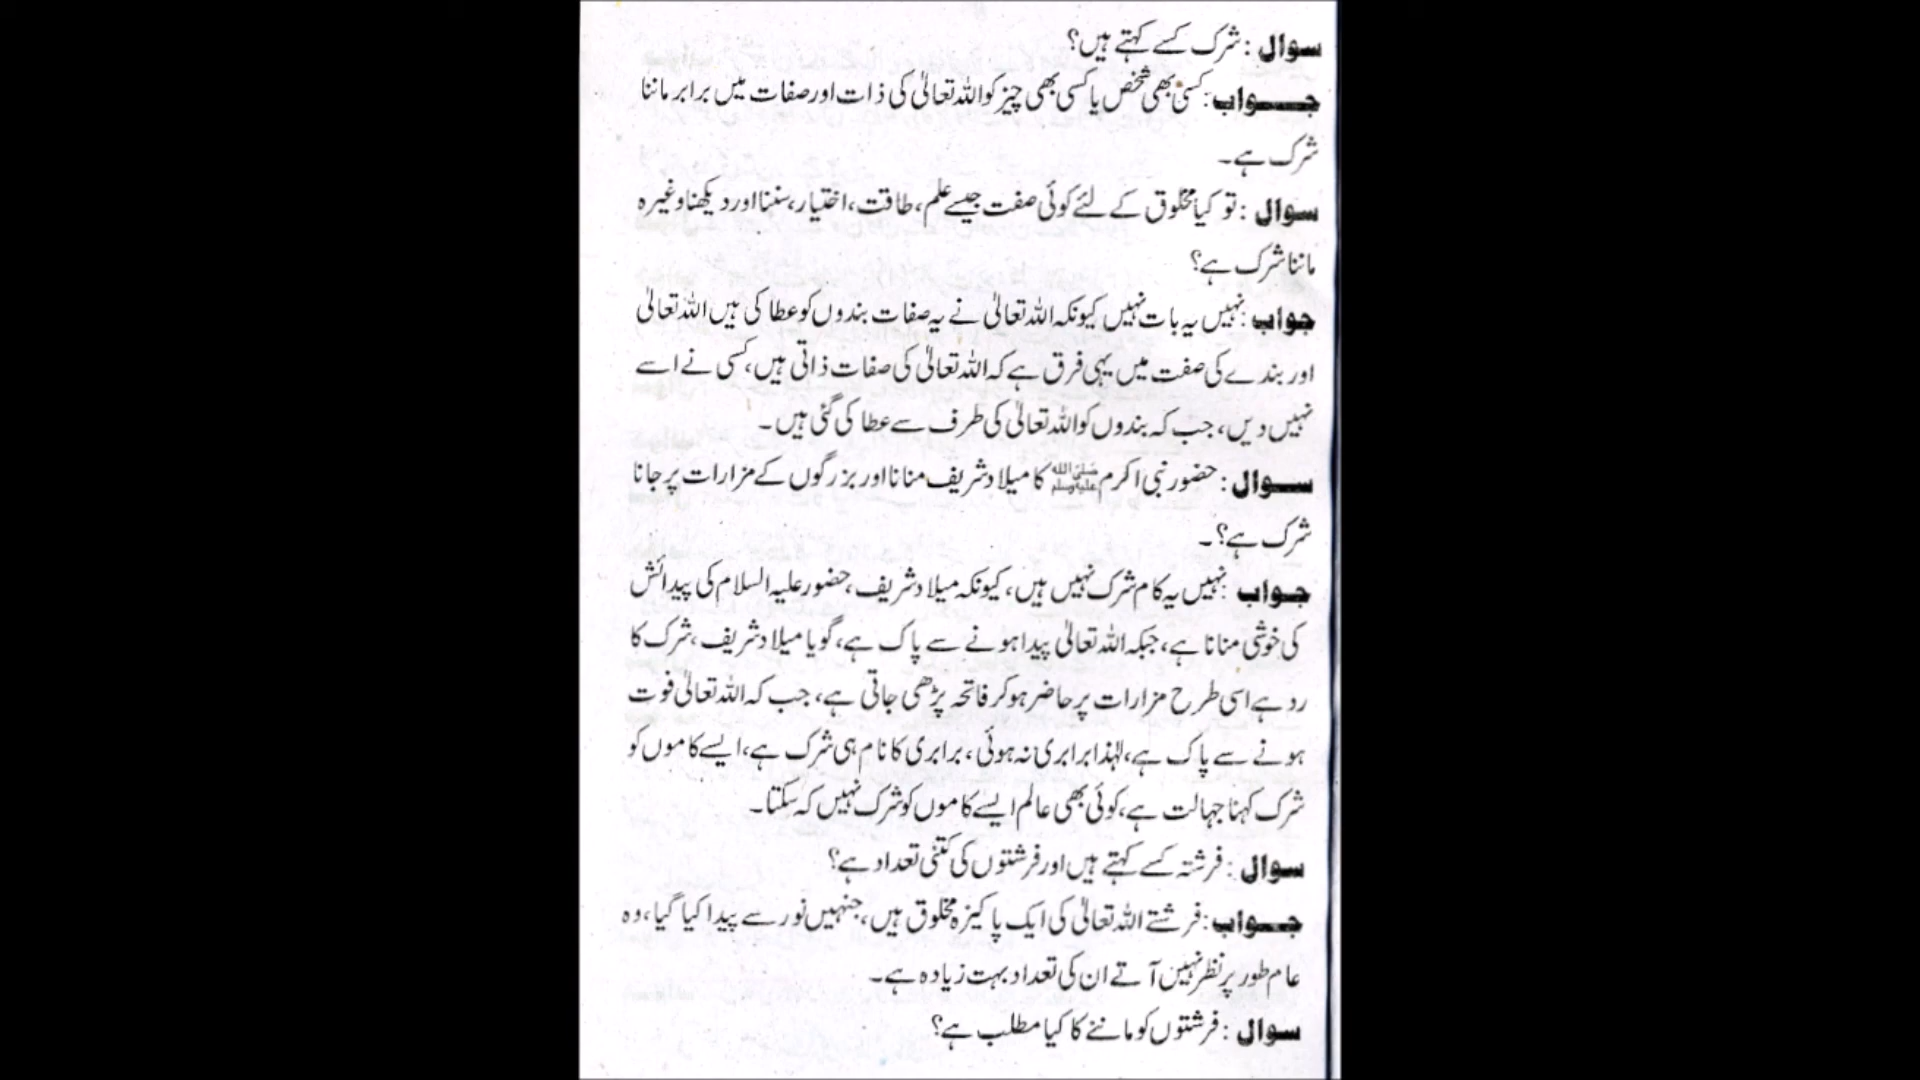 سوال : شرک کسے کہتے ہیں؟
جواب : کسی بھی شخص یا کسی بھی چیز کو اللہ تعالیٰ کی ذات اور صفات میں برابر ماننا
شرک ہے۔
سوال : تو کیا مخلوق کے لئے کوئی صفت جیسے علم، طاقت، اختیار، سننا اور دیکھنا وغیرہ
ماننا شرک ہے؟
جواب : نہیں یہ بات نہیں کیونکہ اللہ تعالیٰ نے یہ صفات بندوں کو عطا کی ہیں اللہ تعالیٰ
اور بندے کی صفت میں یہی فرق ہے کہ اللہ تعالیٰ کی صفات ذاتی ہیں، کسی نے اسے
نہیں دیں، جب کہ بندوں کو اللہ تعالیٰ کی طرف سے عطا کی گئی ہیں۔
سوال : حضور نبی اکرم ﷺ کا میلاد شریف منانا اور بزرگوں کے مزارات پر جانا
شرک ہے؟۔
جواب : نہیں یہ کام شرک نہیں ہیں، کیونکہ میلاد شریف، حضور علیہ السلام کی پیدائش
کی خوشی منانا ہے، جبکہ اللہ تعالیٰ پیدا ہونے سے پاک ہے، گویا میلاد شریف، شرک کا
رد ہے اسی طرح مزارات پر حاضر ہو کر فاتحہ پڑھی جاتی ہے، جب کہ اللہ تعالیٰ فوت
ہونے سے پاک ہے، لہٰذا برابری نہ ہوئی، برابری کا نام ہی شرک ہے، ایسے کاموں کو
شرک کہنا جہالت ہے، کوئی بھی عالم ایسے کاموں کو شرک نہیں کہ سکتا۔
سوال : فرشتہ کسے کہتے ہیں اور فرشتوں کی کتنی تعداد ہے؟
جواب : فرشتے اللہ تعالیٰ کی ایک پاکیزہ مخلوق ہیں، جنہیں نور سے پیدا کیا گیا، وہ
عام طور پر نظر نہیں آتے ان کی تعداد بہت زیادہ ہے۔
سوال : فرشتوں کو ماننے کا کیا مطلب ہے؟